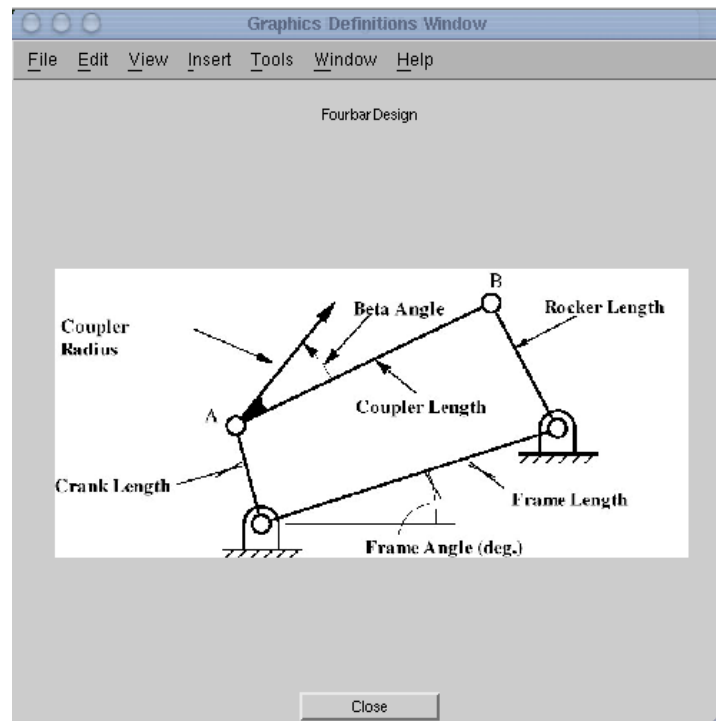 Graphics Definitions Window
File Edit View Insert Tools Window Help
Fourbar Design
B
Beta Angle
Rocker Length
Coupler
Radius
Coupler Length
A
Crank Length
Frame Length
Frame Angle (deg.)
Close